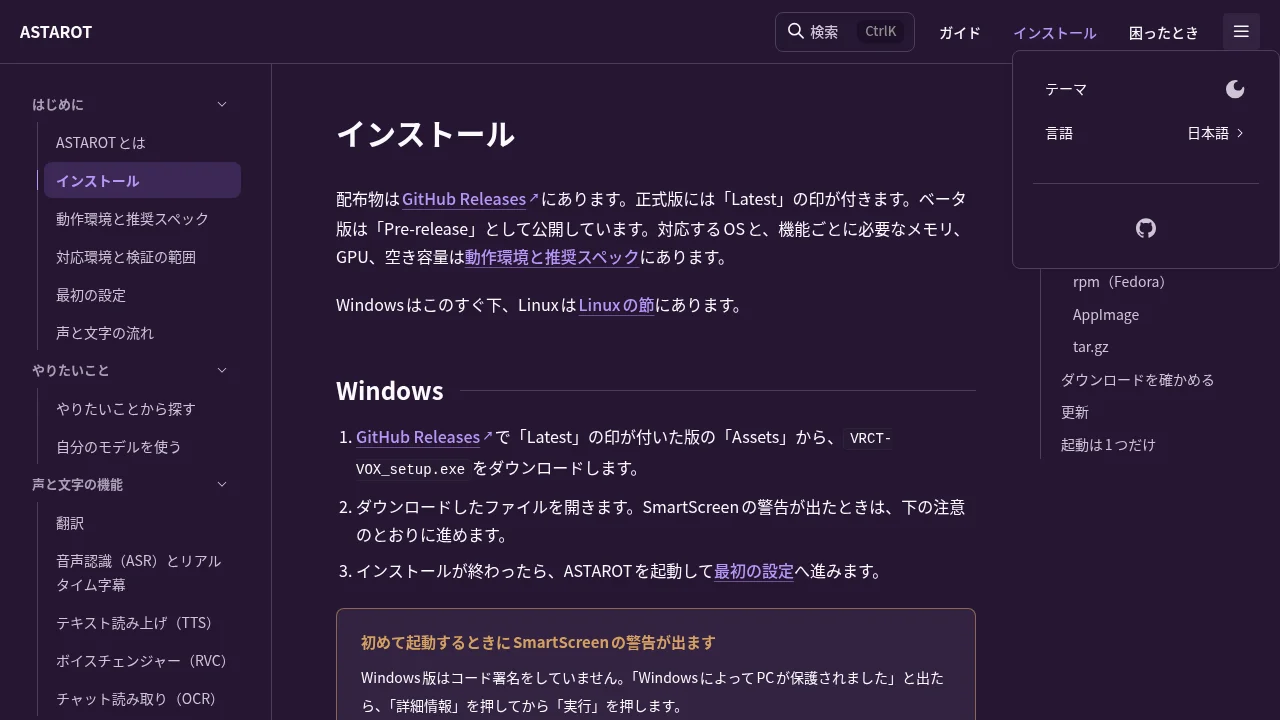 ASTAROT
検索
CtrlK
ガイド
インストール
困ったとき
テーマ
言語
日本語
はじめに
ASTAROTとは
インストール
動作環境と推奨スペック
対応環境と検証の範囲
最初の設定
声と文字の流れ
やりたいこと
やりたいことから探す
自分のモデルを使う
声と文字の機能
翻訳
音声認識（ASR）とリアル
タイム字幕
テキスト読み上げ（TTS）
ボイスチェンジャー（RVC）
チャット読み取り（OCR）
インストール
配布物はGitHub Releases↗にあります。正式版には「Latest」の印が付きます。ベータ
版は「Pre-release」として公開しています。対応するOSと、機能ごとに必要なメモリ、
GPU、空き容量は動作環境と推奨スペックにあります。
Windowsはこのすぐ下、LinuxはLinuxの節にあります。
Windows
1. GitHub Releases↗で「Latest」の印が付いた版の「Assets」から、VRCT-
VOX_setup.exe をダウンロードします。
2. ダウンロードしたファイルを開きます。SmartScreenの警告が出たときは、下の注意
のとおりに進めます。
3. インストールが終わったら、ASTAROTを起動して最初の設定へ進みます。
初めて起動するときにSmartScreenの警告が出ます
Windows版はコード署名をしていません。「WindowsによってPCが保護されました」と出た
ら、「詳細情報」を押してから「実行」を押します。
rpm（Fedora）
AppImage
tar.gz
ダウンロードを確かめる
更新
起動は1つだけ